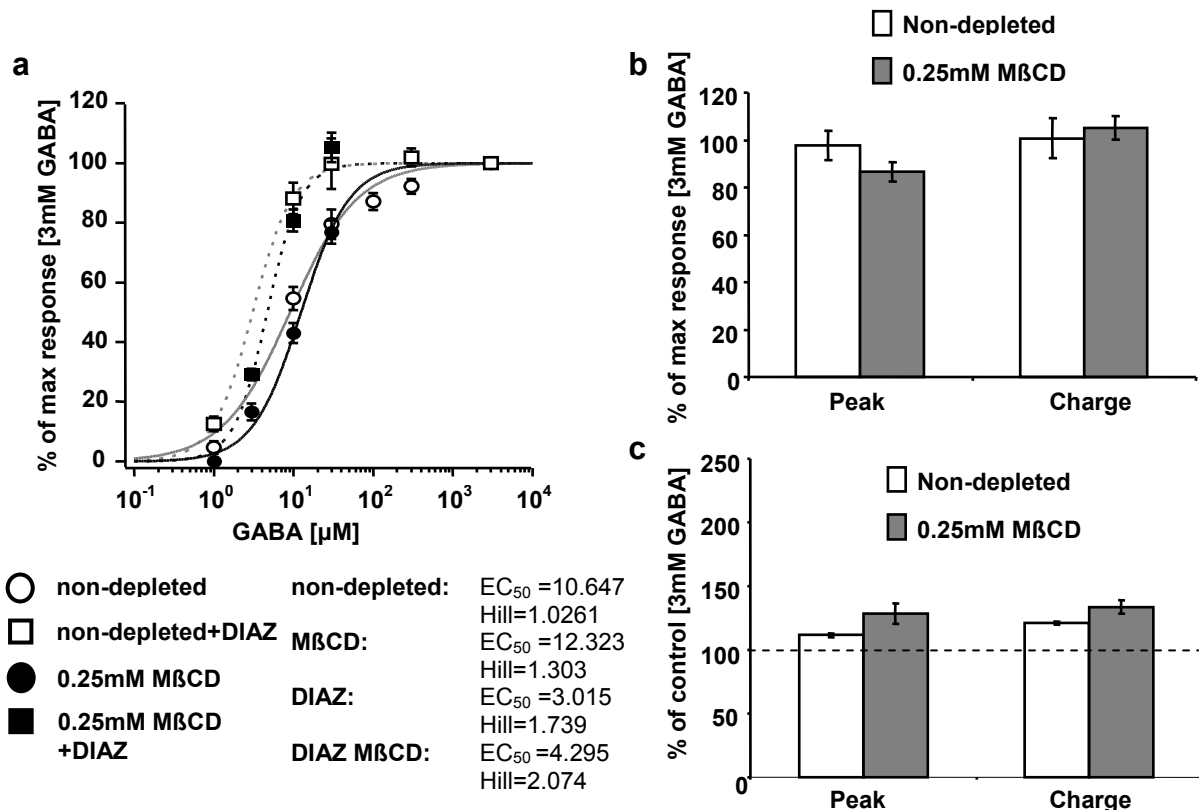 a
% of max response [3mM GABA]
120
100
80
60
40
20
0
10⁻¹ 10⁰ 10¹ 10² 10³ 10⁴
GABA [µM]
non-depleted
non-depleted+DIAZ
0.25mM MßCD
0.25mM MßCD
+DIAZ
non-depleted: EC₅₀ =10.647
Hill=1.0261
MßCD: EC₅₀ =12.323
Hill=1.303
DIAZ: EC₅₀ =3.015
Hill=1.739
DIAZ MßCD: EC₅₀ =4.295
Hill=2.074
b
Non-depleted
0.25mM MßCD
% of max response [3mM GABA]
120
100
80
60
40
20
0
Peak Charge
c
Non-depleted
0.25mM MßCD
% of control [3mM GABA]
250
200
150
100
50
0
Peak Charge